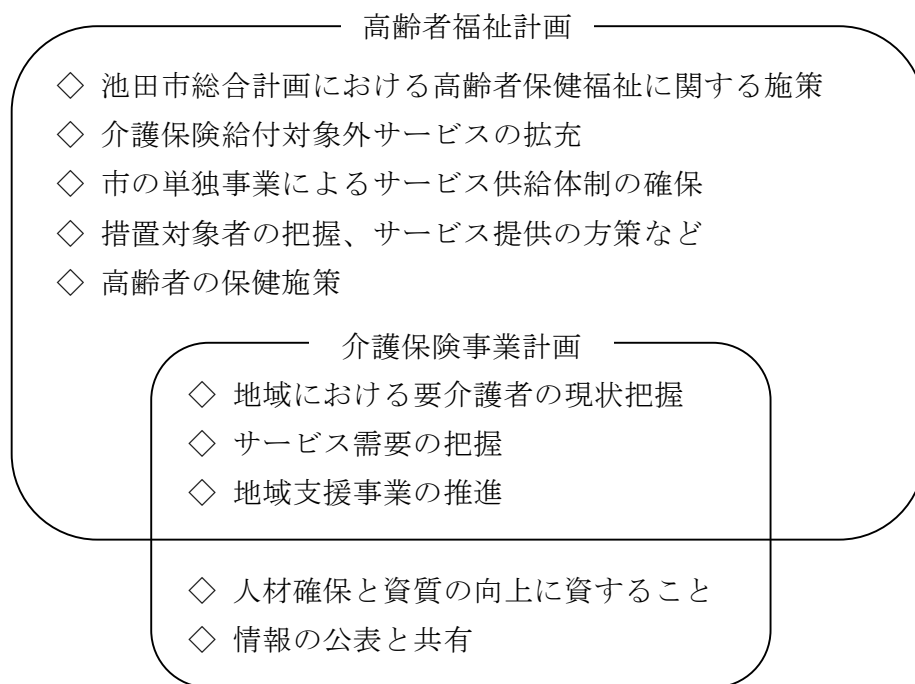 高齢者福祉計画
◇ 池田市総合計画における高齢者保健福祉に関する施策
◇ 介護保険給付対象外サービスの拡充
◇ 市の単独事業によるサービス供給体制の確保
◇ 措置対象者の把握、サービス提供の方策など
◇ 高齢者の保健施策
介護保険事業計画
◇ 地域における要介護者の現状把握
◇ サービス需要の把握
◇ 地域支援事業の推進
◇ 人材確保と資質の向上に資すること
◇ 情報の公表と共有